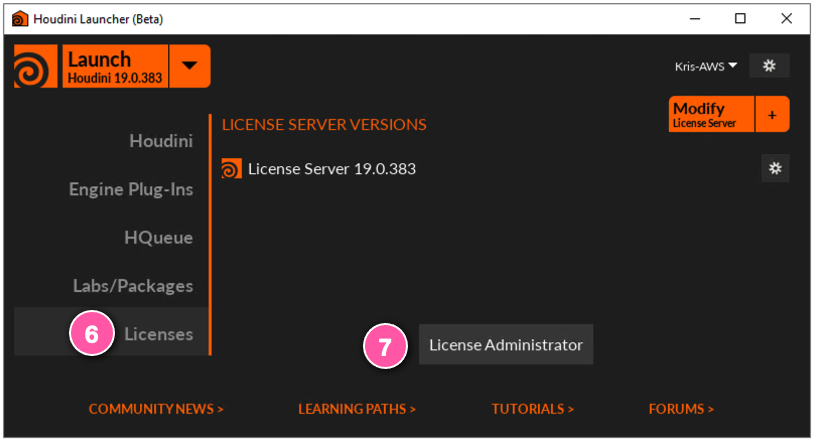 Houdini Launcher (Beta)
Launch
Houdini 19.0.383
Kris-AWS
Modify
License Server
+
LICENSE SERVER VERSIONS
License Server 19.0.383
Houdini
Engine Plug-Ins
HQueue
Labs/Packages
6 Licenses
7 License Administrator
COMMUNITY NEWS > LEARNING PATHS > TUTORIALS > FORUMS >